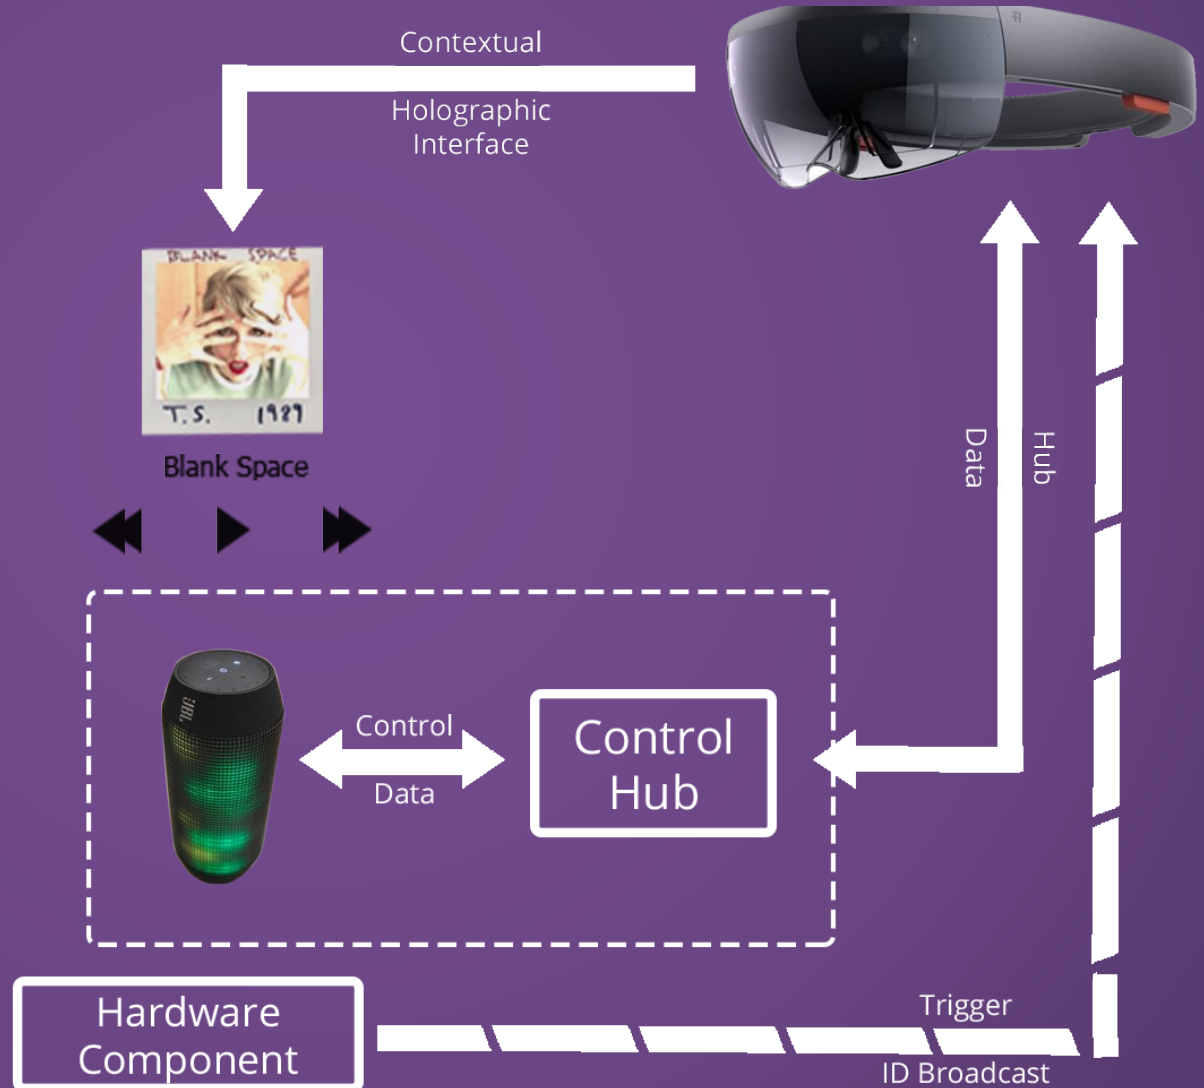 Contextual
Holographic
Interface
BLANK SPACE
T.S. 1989
Blank Space
Data
Hub
JBL
Control
Data
Control
Hub
Hardware
Component
Trigger
ID Broadcast